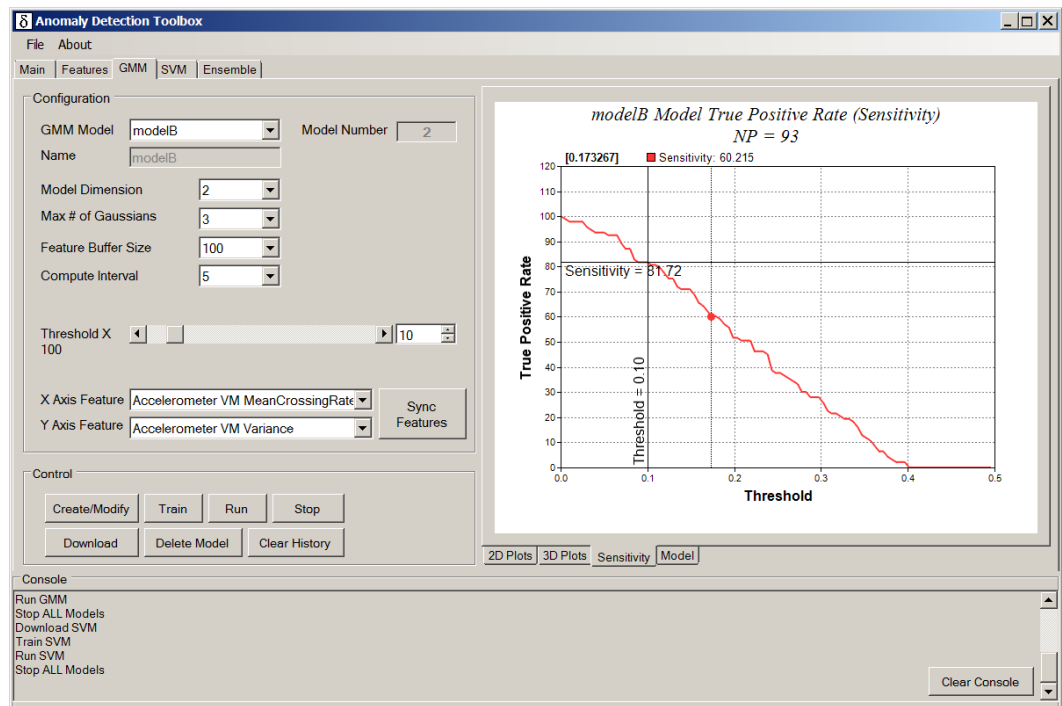 δ Anomaly Detection Toolbox
File About
Main Features GMM SVM Ensemble
Configuration
GMM Model modelB Model Number 2
Name modelB
Model Dimension 2
Max # of Gaussians 3
Feature Buffer Size 100
Compute Interval 5
Threshold X 100 10
X Axis Feature Accelerometer VM MeanCrossingRate
Y Axis Feature Accelerometer VM Variance
Sync Features
Control
Create/Modify Train Run Stop
Download Delete Model Clear History
modelB Model True Positive Rate (Sensitivity)
NP = 93
[0.173267] Sensitivity: 60.215
120
110
100
90
80
70
60
50
40
30
20
10
0
True Positive Rate
Sensitivity = 81.72
Threshold = 0.10
0.0 0.1 0.2 0.3 0.4 0.5
Threshold
2D Plots 3D Plots Sensitivity Model
Console
Run GMM
Stop ALL Models
Download SVM
Train SVM
Run SVM
Stop ALL Models
Clear Console